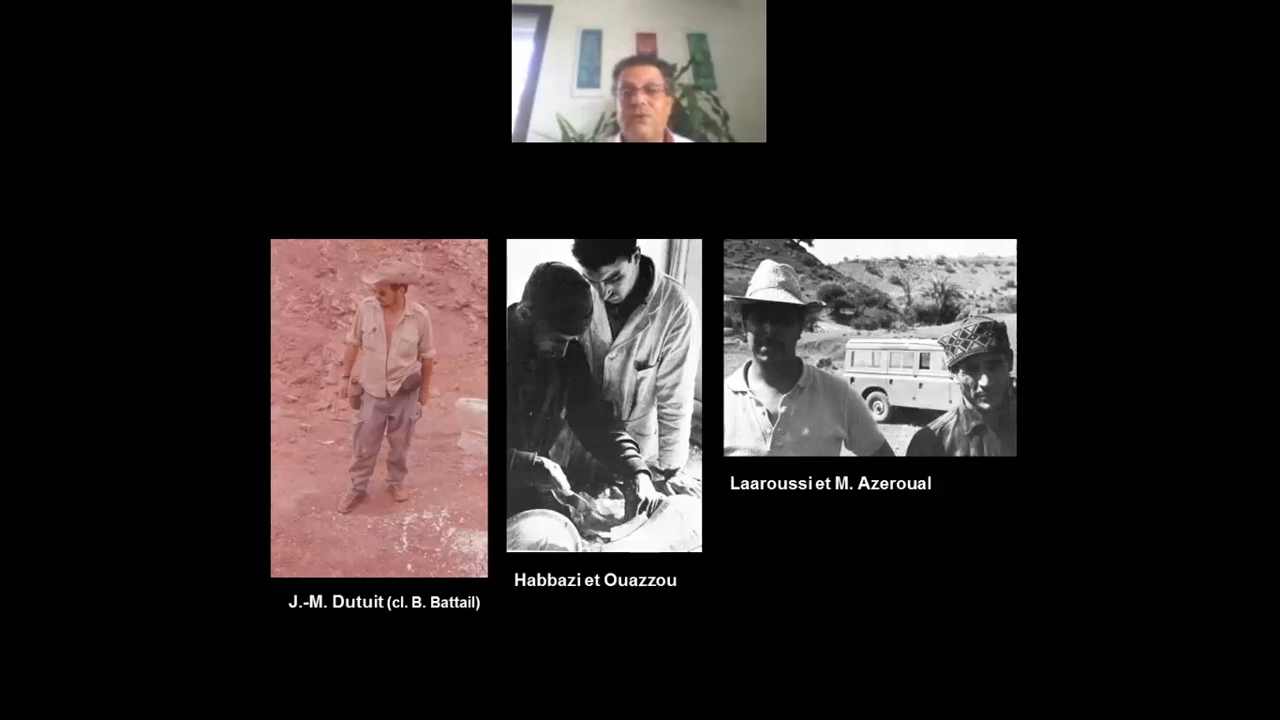 Laaroussi et M. Azeroual
Habbazi et Ouazzou
J.-M. Dutuit (cl. B. Battail)